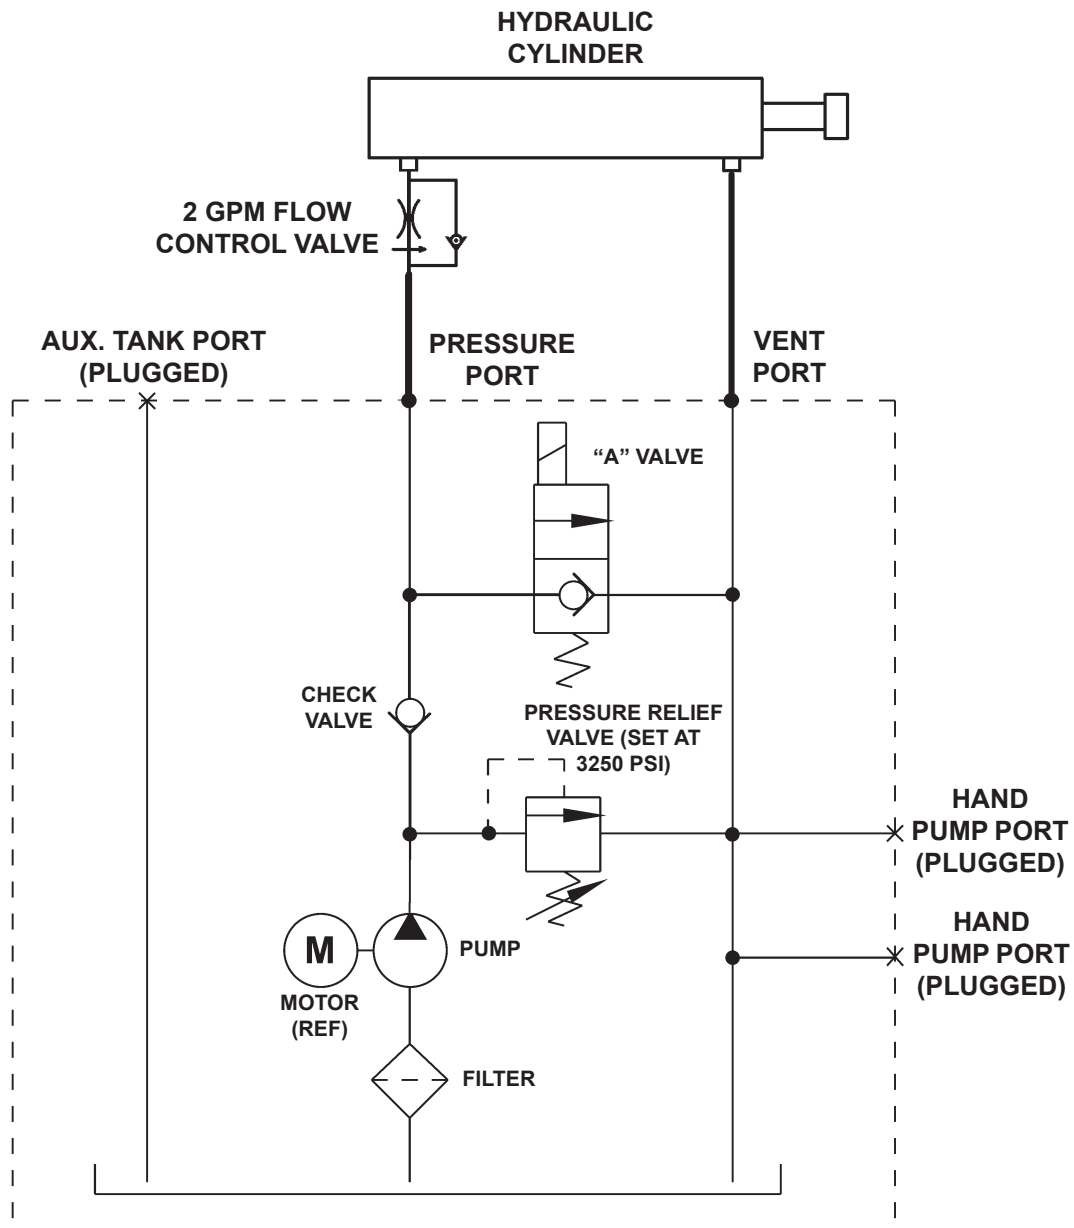 HYDRAULIC
CYLINDER
2 GPM FLOW
CONTROL VALVE
AUX. TANK PORT
(PLUGGED)
PRESSURE
PORT
VENT
PORT
“A” VALVE
CHECK
VALVE
PRESSURE RELIEF
VALVE (SET AT
3250 PSI)
HAND
PUMP PORT
(PLUGGED)
HAND
PUMP PORT
(PLUGGED)
M
PUMP
MOTOR
(REF)
FILTER